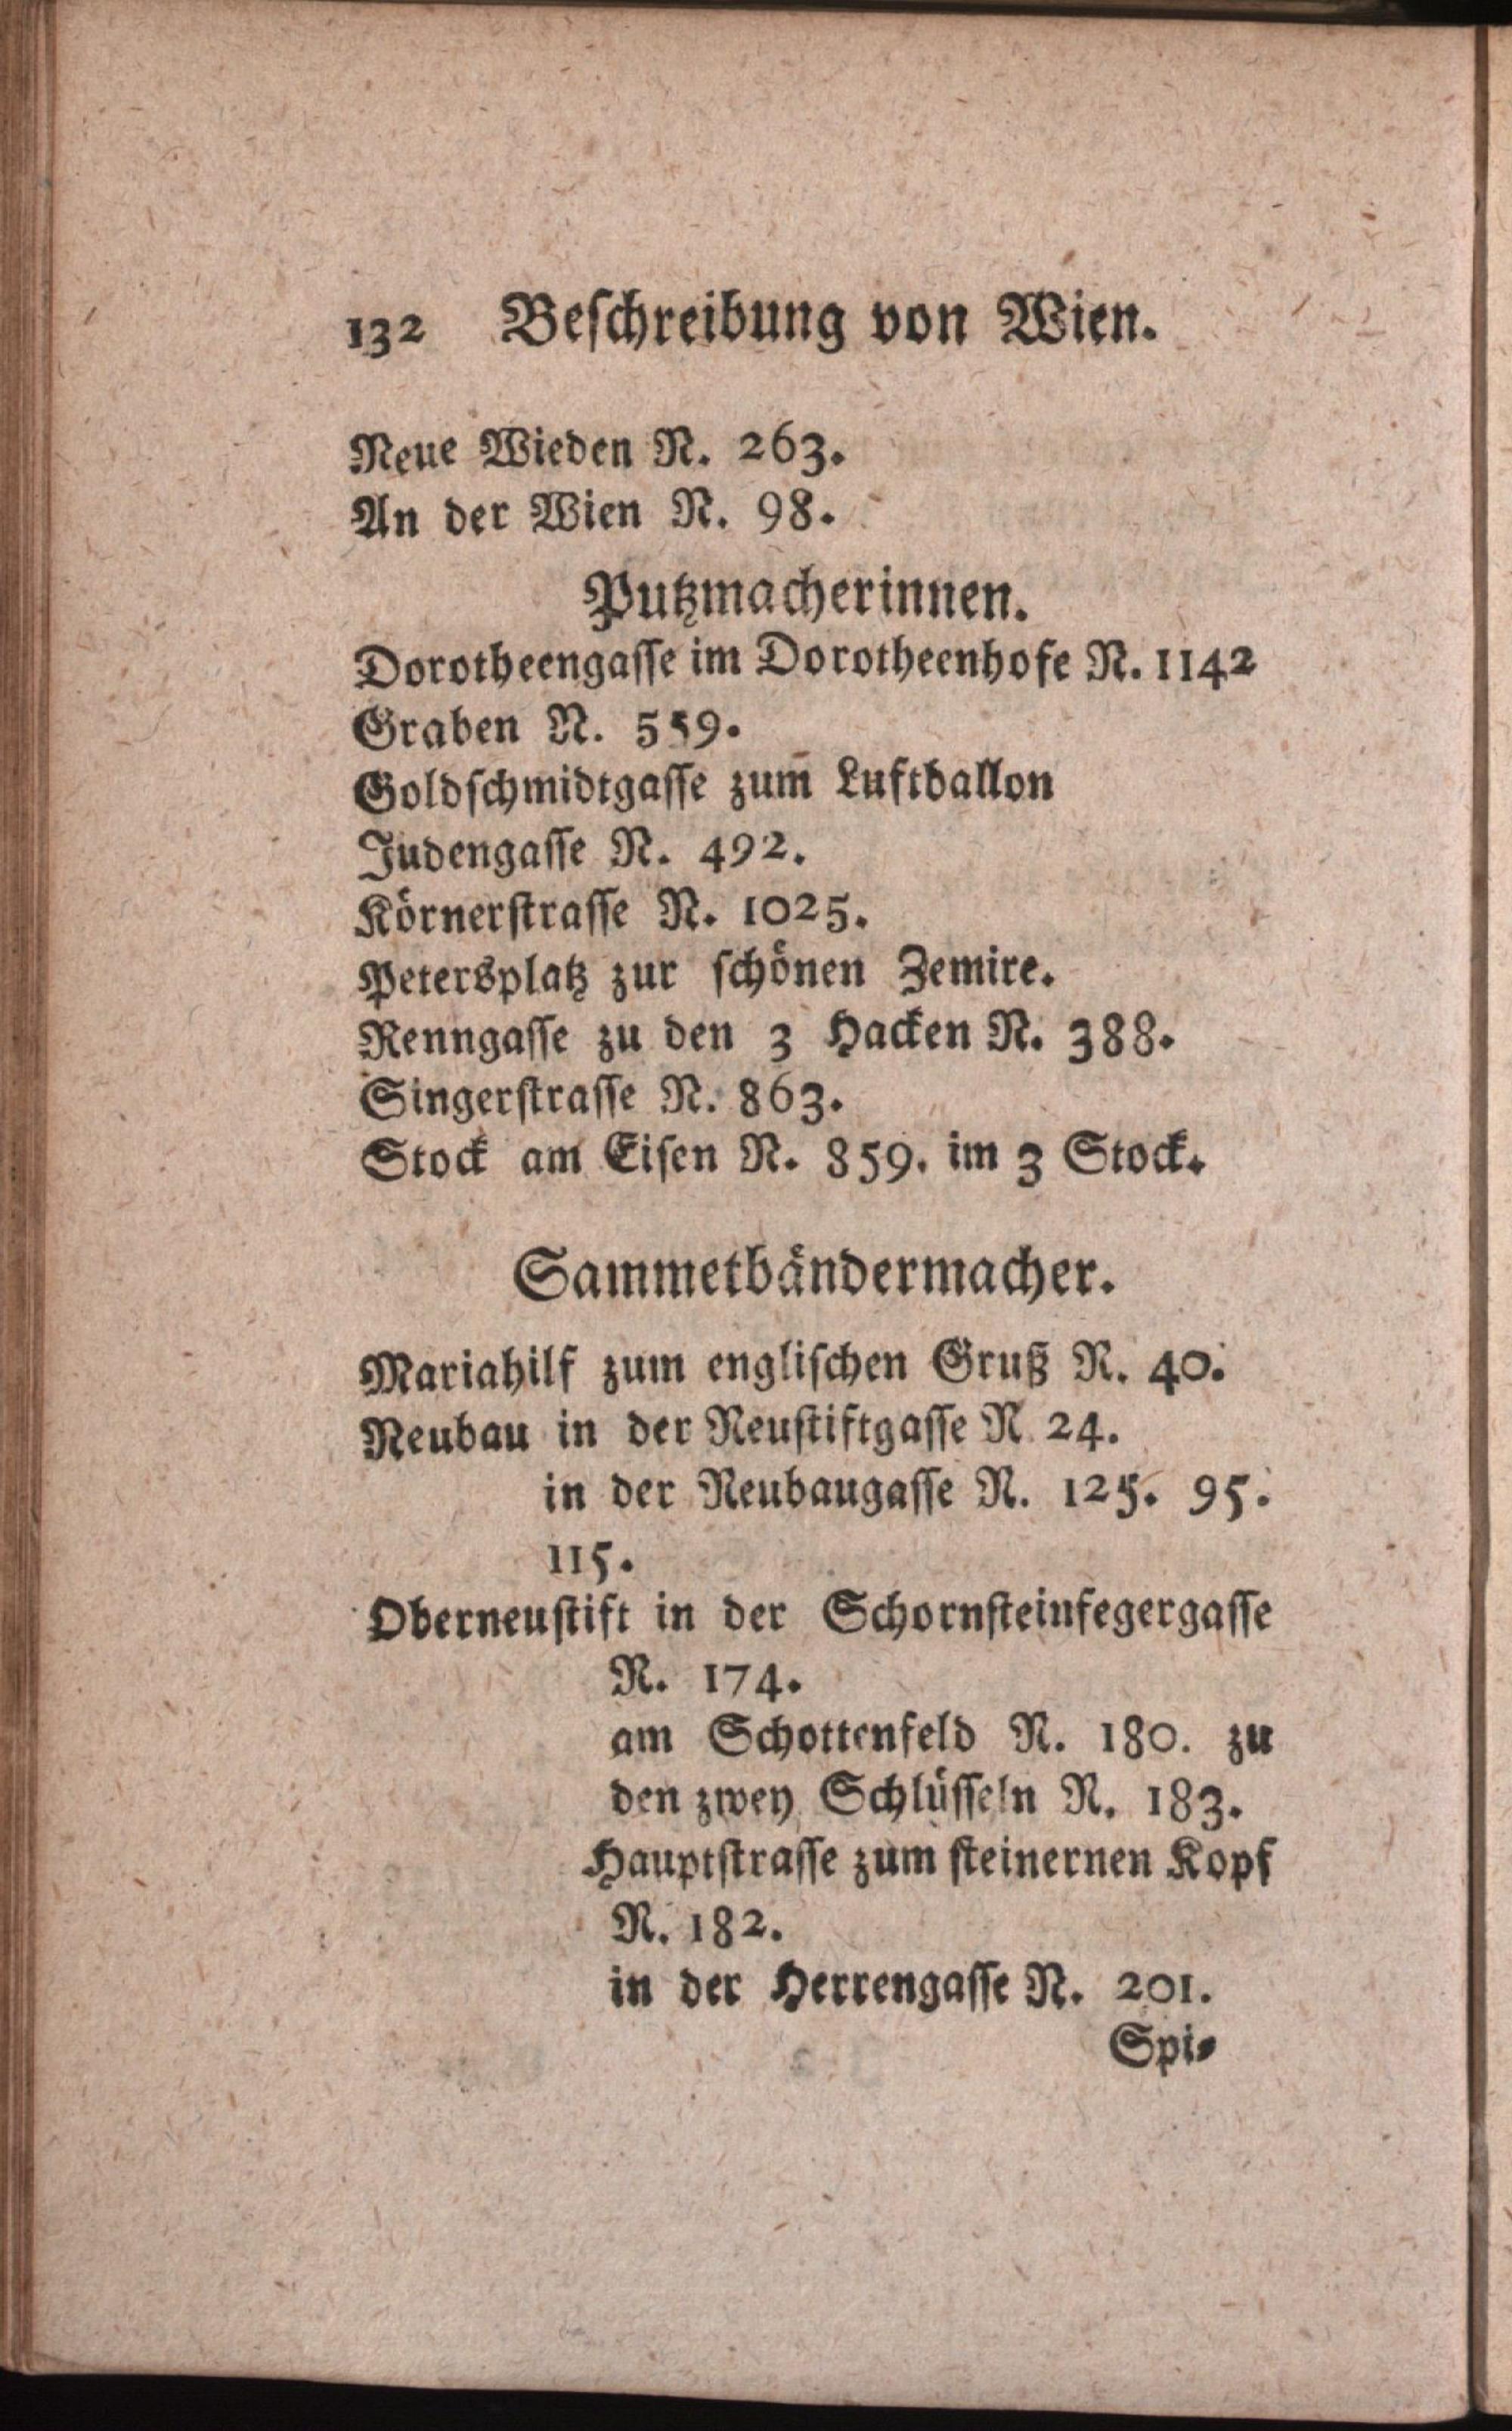 132 Beschreibung von Wien.
Neue Wieden N. 263.
An der Wien N. 98.
Putzmacherinnen.
Dorotheengasse im Dorotheenhofe N. 1142
Graben N. 559.
Goldschmidtgasse zum Luftballon
Judengasse N. 492.
Körnerstrasse N. 1025.
Petersplatz zur schönen Zemire.
Renngasse zu den 3 Hacken N. 388.
Singerstrasse N. 863.
Stock am Eisen N. 859. im 3 Stock.
Sammetbändermacher.
Mariahilf zum englischen Gruß N. 40.
Neubau in der Neustiftgasse N 24.
in der Neubaugasse N. 125. 95.
115.
Oberneustift in der Schornsteinfegergasse
N. 174.
am Schottenfeld N. 180. zu
den zwey Schlüsseln N. 183.
Hauptstrasse zum steinernen Kopf
N. 182.
in der Herrengasse N. 201.
Spi-